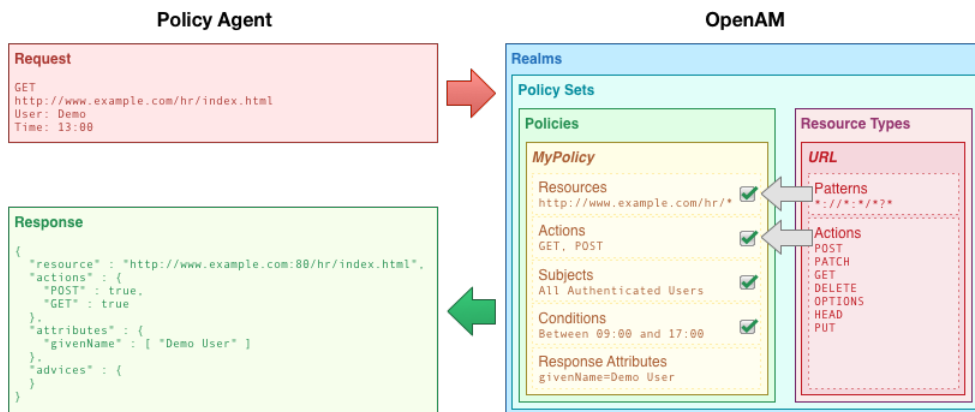 Policy Agent
OpenAM
Request
GET
http://www.example.com/hr/index.html
User: Demo
Time: 13:00
Response
{
"resource" : "http://www.example.com:80/hr/index.html",
"actions" : {
"POST" : true,
"GET" : true
},
"attributes" : {
"givenName" : [ "Demo User" ]
},
"advices" : {
}
}
Realms
Policy Sets
Policies
MyPolicy
Resources
http://www.example.com/hr/*
Actions
GET, POST
Subjects
All Authenticated Users
Conditions
Between 09:00 and 17:00
Response Attributes
givenName=Demo User
Resource Types
URL
Patterns
*://*:*/*?*
Actions
POST
PATCH
GET
DELETE
OPTIONS
HEAD
PUT